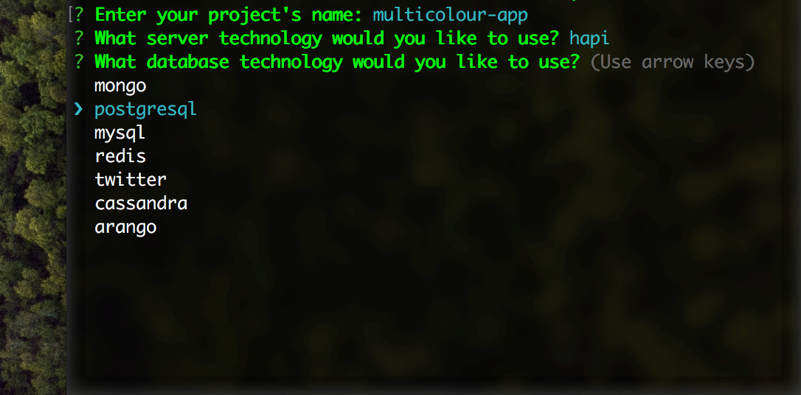 [? Enter your project's name: multicolour-app
? What server technology would you like to use? hapi
? What database technology would you like to use? (Use arrow keys)
mongo
❯ postgresql
mysql
redis
twitter
cassandra
arango